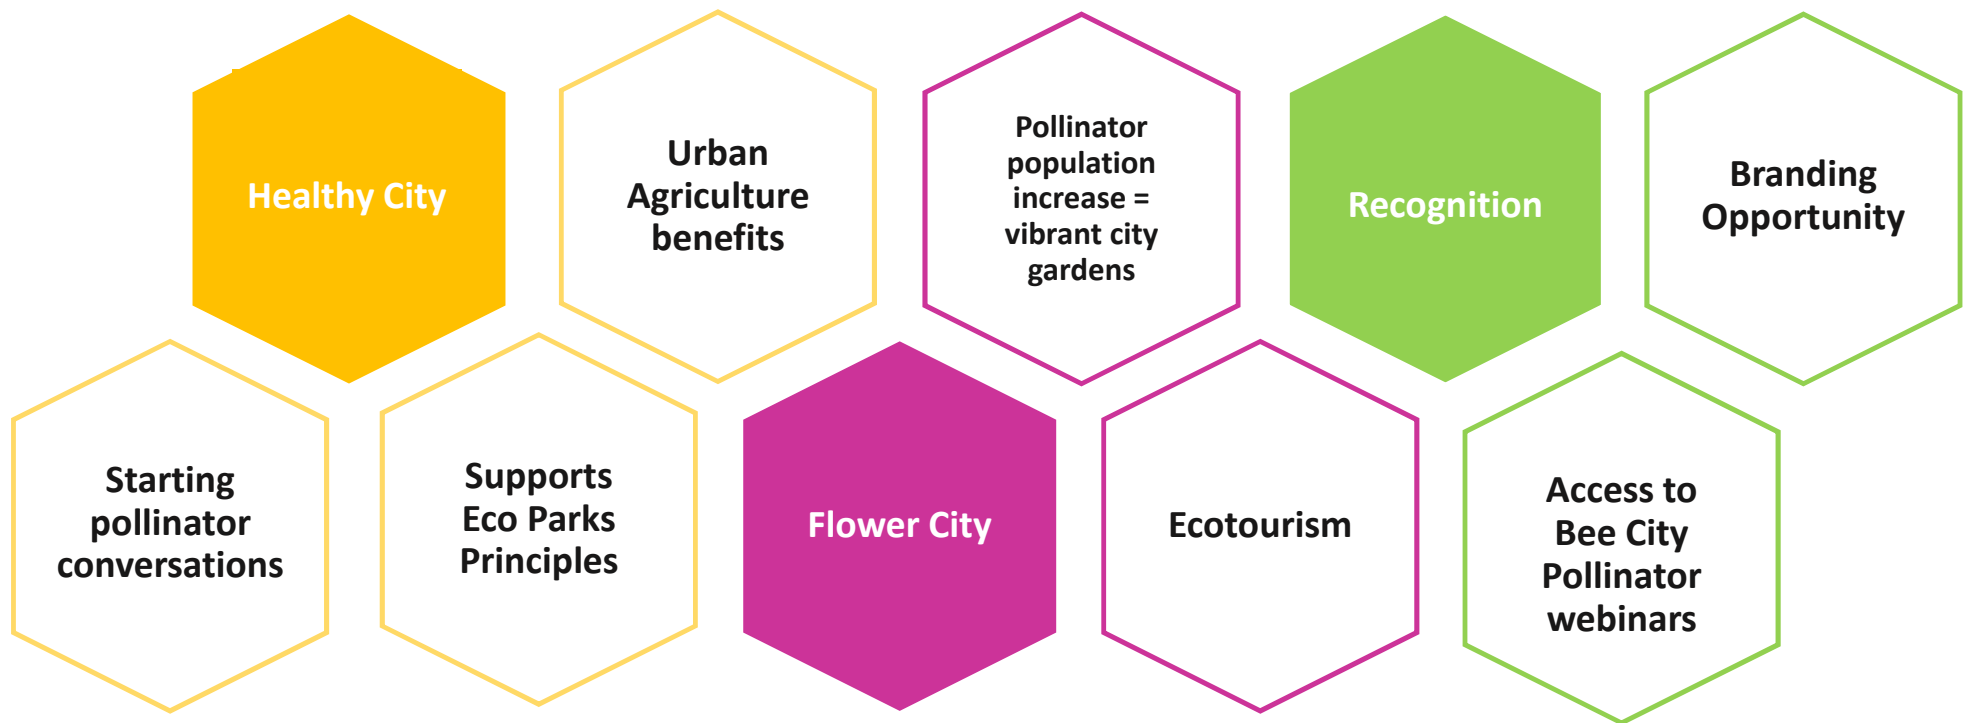 Healthy City
Urban
Agriculture
benefits
Pollinator
population
increase =
vibrant city
gardens
Recognition
Branding
Opportunity
Starting
pollinator
conversations
Supports
Eco Parks
Principles
Flower City
Ecotourism
Access to
Bee City
Pollinator
webinars